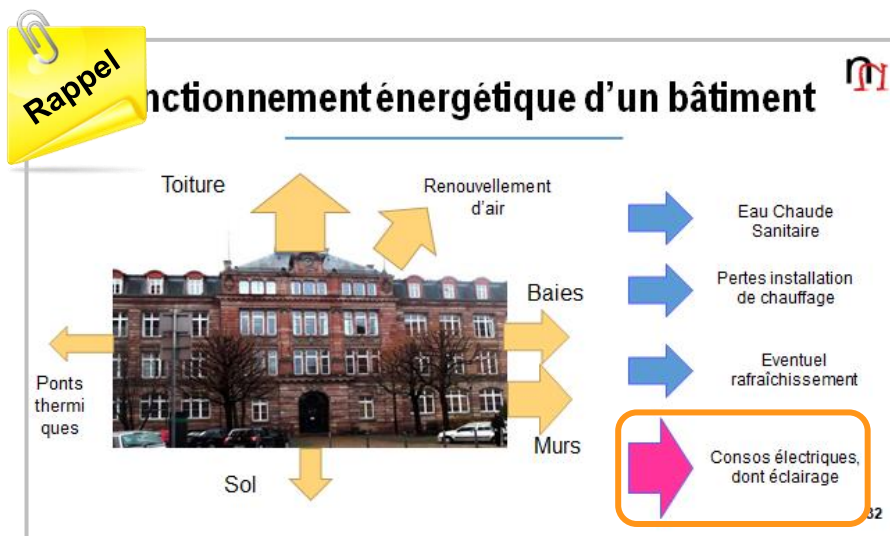 Rappel
nctionnement énergétique d'un bâtiment
Toiture
Renouvellement
d'air
Eau Chaude
Sanitaire
Pertes installation
de chauffage
Baies
Eventuel
rafraîchissement
Ponts
thermi
ques
Murs
Consos électriques,
dont éclairage
Sol
32